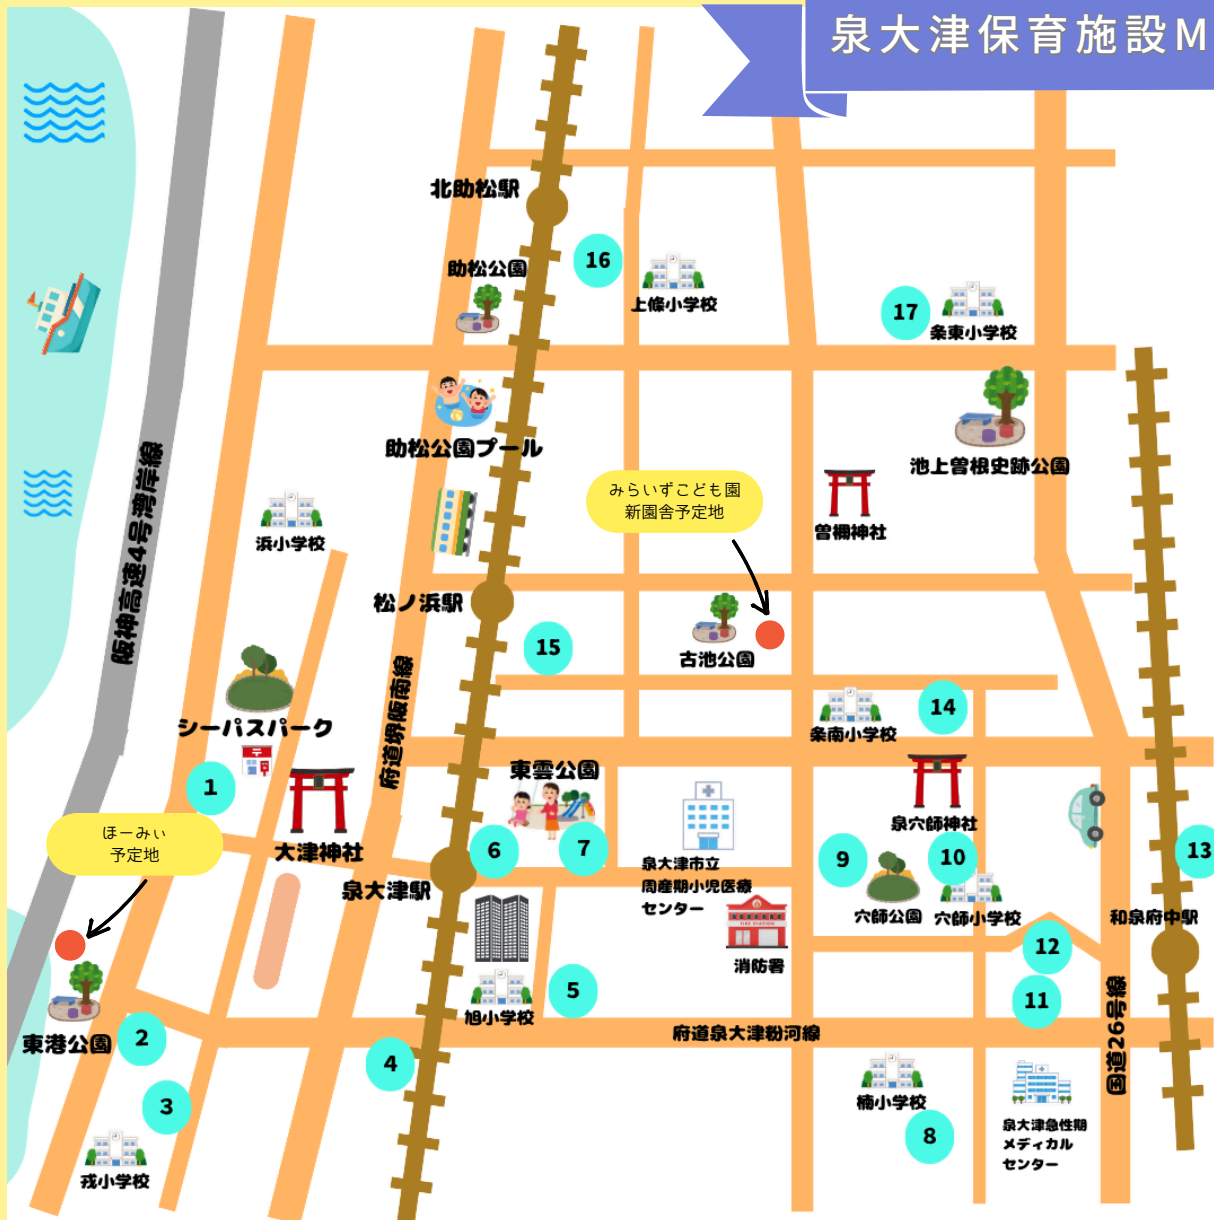 泉大津保育施設M
北助松駅
助松公園
16
上條小学校
17
条東小学校
助松公園プール
池上曽根史跡公園
阪神高速4号湾岸線
みらいずこども園
新園舎予定地
曽禰神社
浜小学校
松ノ浜駅
15
古池公園
府道堺阪南線
シーパスパーク
14
条南小学校
1
東雲公園
大津神社
泉穴師神社
ほーみぃ
予定地
6
7
9
10
13
泉大津市立
周産期小児医療
センター
泉大津駅
穴師公園
穴師小学校
和泉府中駅
FIRE STATION
消防署
12
11
5
旭小学校
国道26号線
府道泉大津粉河線
東港公園
2
4
3
楠小学校
8
泉大津急性期
メディカル
センター
戎小学校